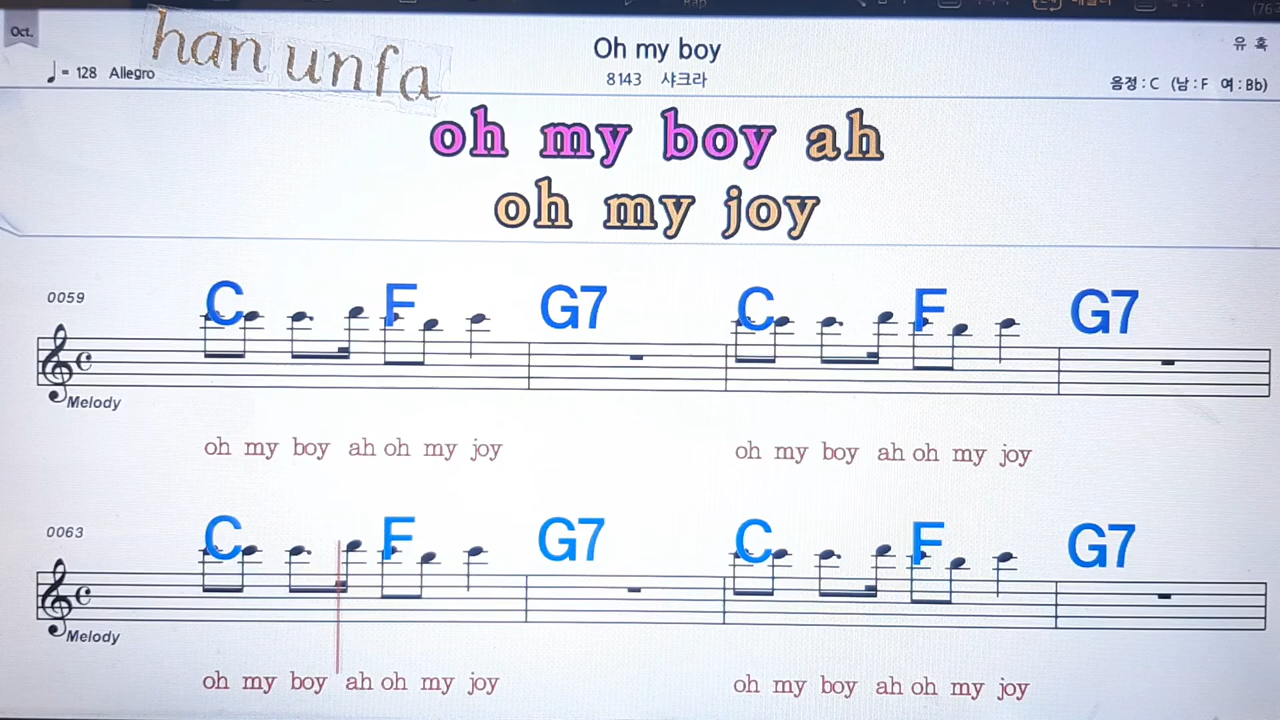 Oct.
han unfa
Oh my boy
유 혹
♩ = 128 Allegro
8143 샤크라
음정 : C (남 : F 여 : Bb)
oh my boy ah
oh my joy
0059
C F G7 C F G7
Melody
oh my boy ah oh my joy oh my boy ah oh my joy
0063
C F G7 C F G7
Melody
oh my boy ah oh my joy oh my boy ah oh my joy